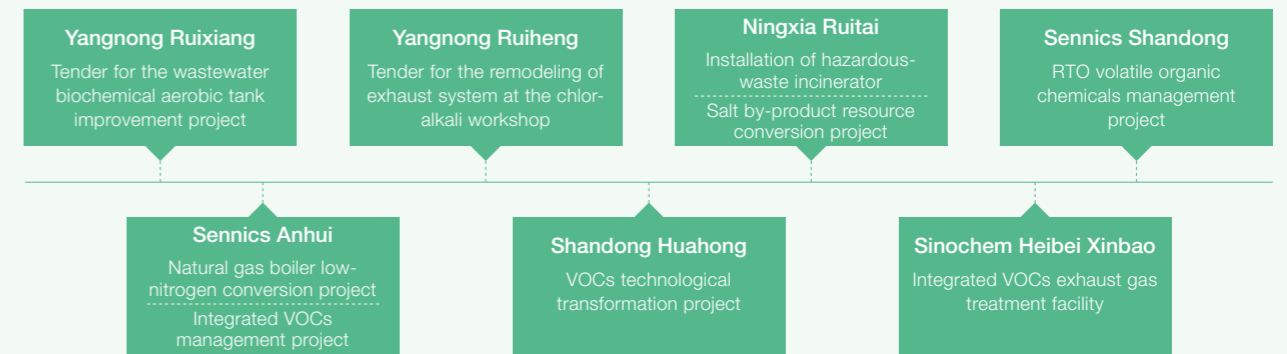 Yangnong Ruixiang
Tender for the wastewater
biochemical aerobic tank
improvement project
Yangnong Ruiheng
Tender for the remodeling of
exhaust system at the chlor-
alkali workshop
Ningxia Ruitai
Installation of hazardous-
waste incinerator
Salt by-product resource
conversion project
Sennics Shandong
RTO volatile organic
chemicals management
project
Sennics Anhui
Natural gas boiler low-
nitrogen conversion project
Integrated VOCs
management project
Shandong Huahong
VOCs technological
transformation project
Sinochem Heibei Xinbao
Integrated VOCs exhaust gas
treatment facility